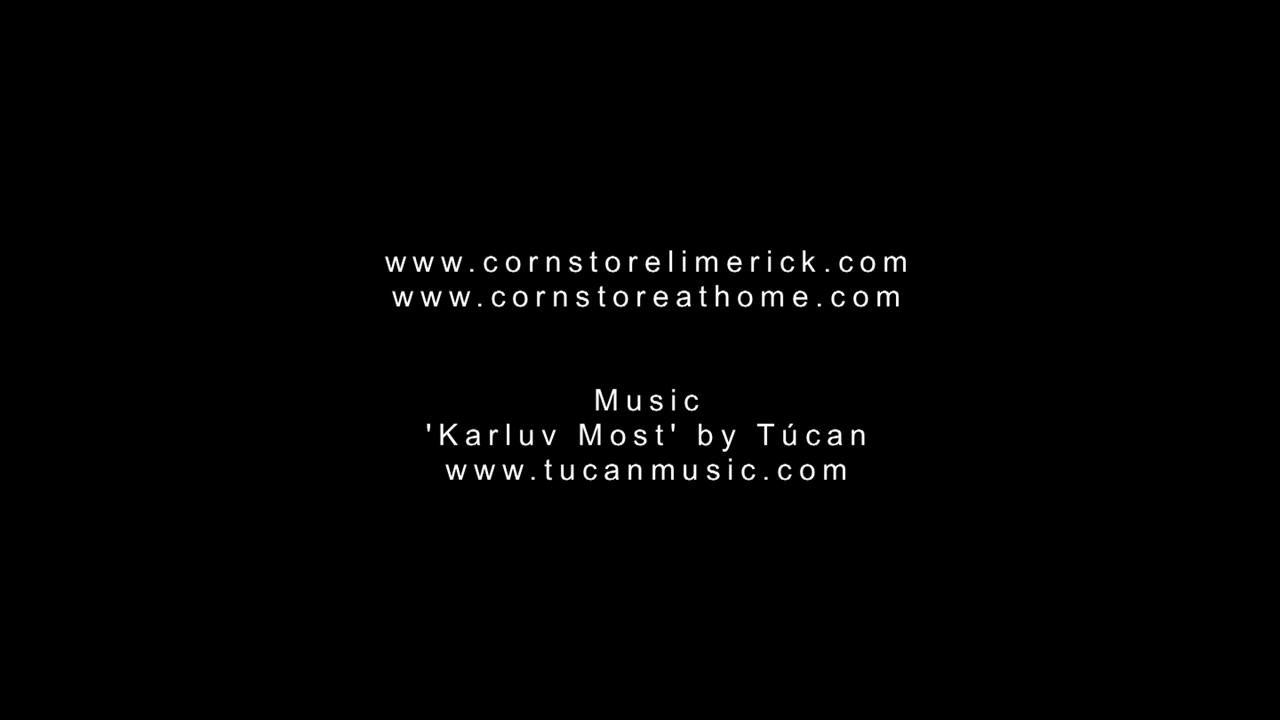 www.cornstorelimerick.com
www.cornstoreathome.com
Music
'Karluv Most' by Túcan
www.tucanmusic.com